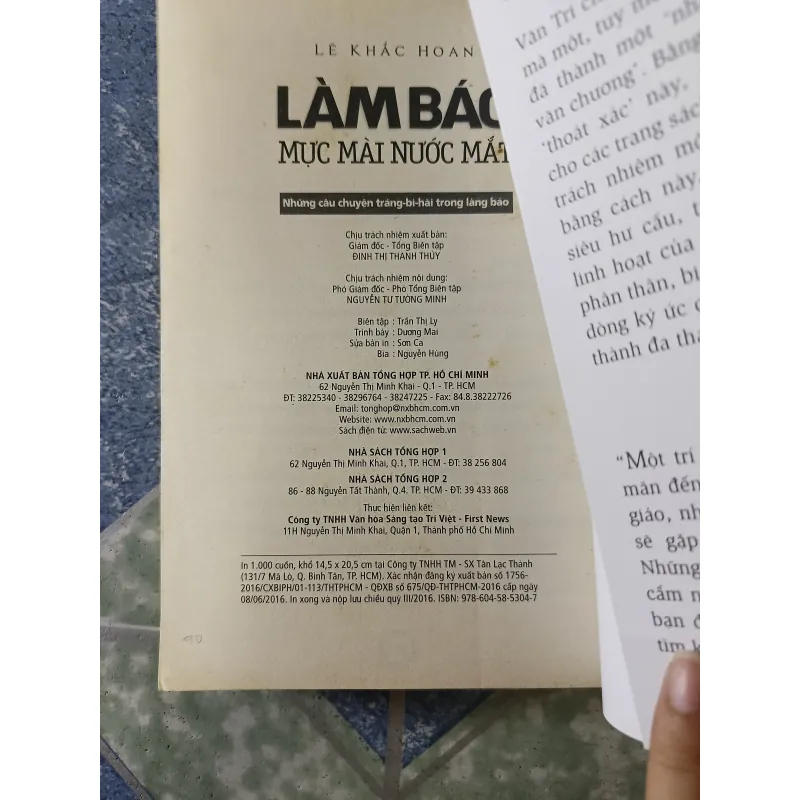 LÊ KHẮC HOAN
LÀM BÁO
MỰC MÀI NƯỚC MẮT
Những câu chuyện tráng-bi-hài trong làng báo
Chịu trách nhiệm xuất bản:
Giám đốc - Tổng Biên tập
ĐINH THỊ THANH THỦY
Chịu trách nhiệm nội dung:
Phó Giám đốc - Phó Tổng Biên tập
NGUYỄN TƯ TƯỜNG MINH
Biên tập : Trần Thị Ly
Trình bày : Dương Mai
Sửa bản in : Sơn Ca
Bìa : Nguyễn Hùng
NHÀ XUẤT BẢN TỔNG HỢP TP. HỒ CHÍ MINH
62 Nguyễn Thị Minh Khai - Q.1 - TP. HCM
ĐT: 38225340 - 38296764 - 38247225 - Fax: 84.8.38222726
Email: tonghop@nxbhcm.com.vn
Website: www.nxbhcm.com.vn
Sách điện tử: www.sachweb.vn
NHÀ SÁCH TỔNG HỢP 1
62 Nguyễn Thị Minh Khai, Q.1, TP. HCM - ĐT: 38 256 804
NHÀ SÁCH TỔNG HỢP 2
86 - 88 Nguyễn Tất Thành, Q.4. TP. HCM - ĐT: 39 433 868
Thực hiện liên kết:
Công ty TNHH Văn hóa Sáng tạo Trí Việt - First News
11H Nguyễn Thị Minh Khai, Quận 1, Thành phố Hồ Chí Minh
In 1.000 cuốn, khổ 14,5 x 20,5 cm tại Công ty TNHH TM - SX Tân Lạc Thành
(131/7 Mã Lò, Q. Bình Tân, TP. HCM). Xác nhận đăng ký xuất bản số 1756-
2016/CXBIPH/01-113/THTPHCM - QĐXB số 675/QĐ-THTPHCM-2016 cấp ngày
08/06/2016. In xong và nộp lưu chiểu quý III/2016. ISBN: 978-604-58-5304-7
Văn Trí
mà một, tuy
đã thành một "nh
văn chương". Bằng
'thoát xác' này,
cho các trang sác
trách nhiệm mộ
bằng cách này,
siêu hư cấu, t
linh hoạt của
phân thân, bi
dòng ký ức
thành đa tha
"Một trí
mân đến
giáo, nh
sẽ gặp
Những
cầm n
bạn đ
tìm k